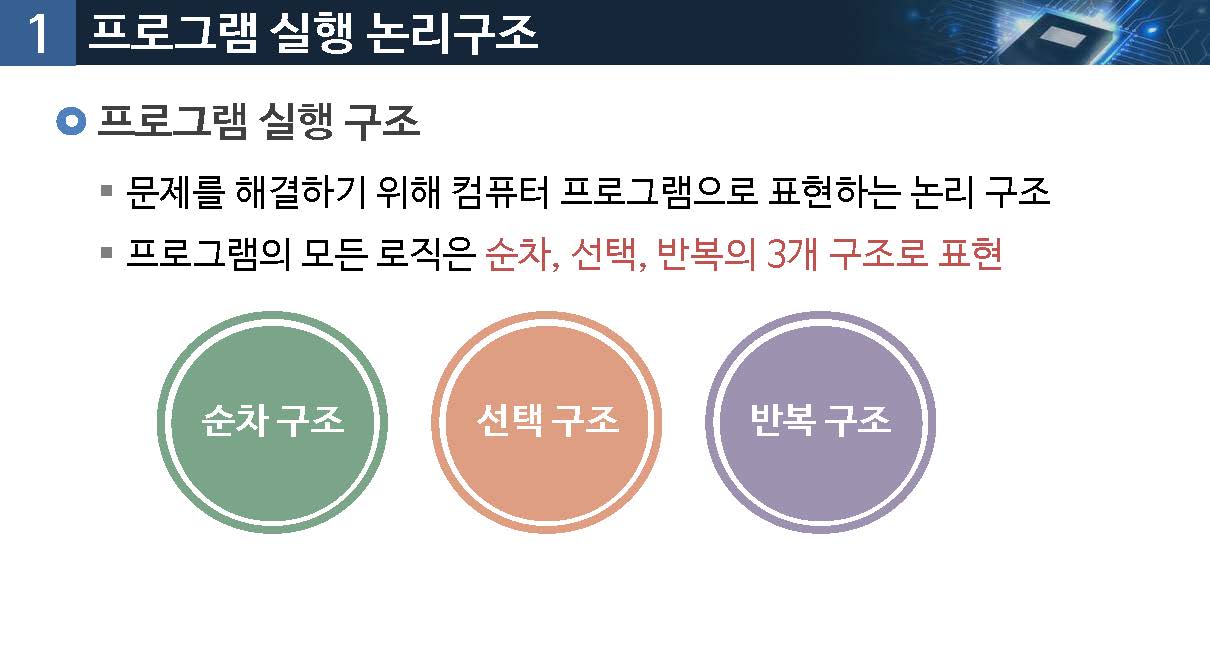 1 프로그램 실행 논리구조
프로그램 실행 구조
문제를 해결하기 위해 컴퓨터 프로그램으로 표현하는 논리 구조
프로그램의 모든 로직은 순차, 선택, 반복의 3개 구조로 표현
순차 구조
선택 구조
반복 구조